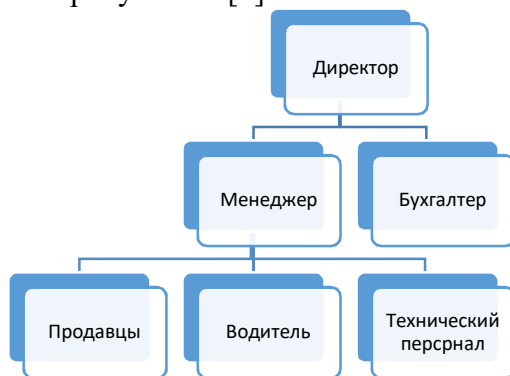 Директор
Менеджер
Бухгалтер
Продавцы
Водитель
Технический
персрнал